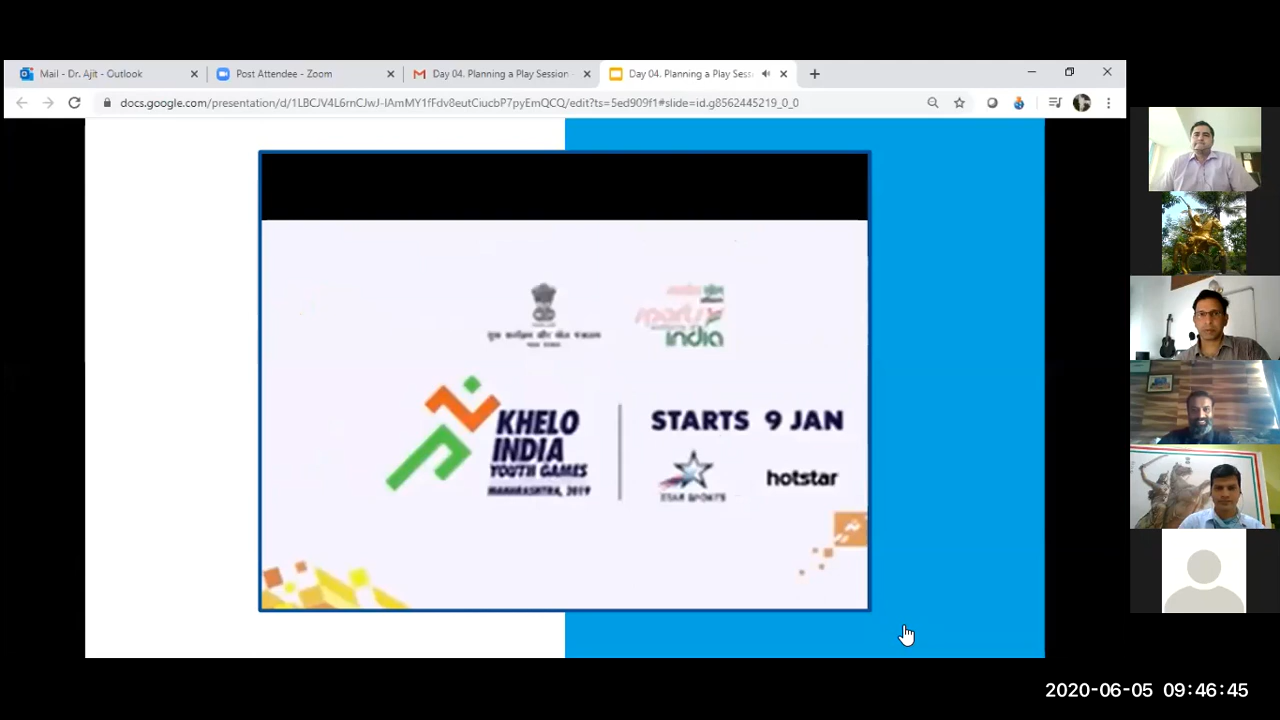 Mail - Dr. Ajit - Outlook
Post Attendee - Zoom
Day 04. Planning a Play Session
Day 04. Planning a Play Sess
docs.google.com/presentation/d/1LBCJV4L6rnCJwJ-IAmMY1fFdv8eutCiucbP7pyEmQCQ/edit?ts=5ed909f1#slide=id.g8562445219_0_0
india
KHELO
INDIA
YOUTH GAMES
MAHARASHTRA, 2019
STARTS 9 JAN
STAR SPORTS
hotstar
2020-06-05 09:46:45